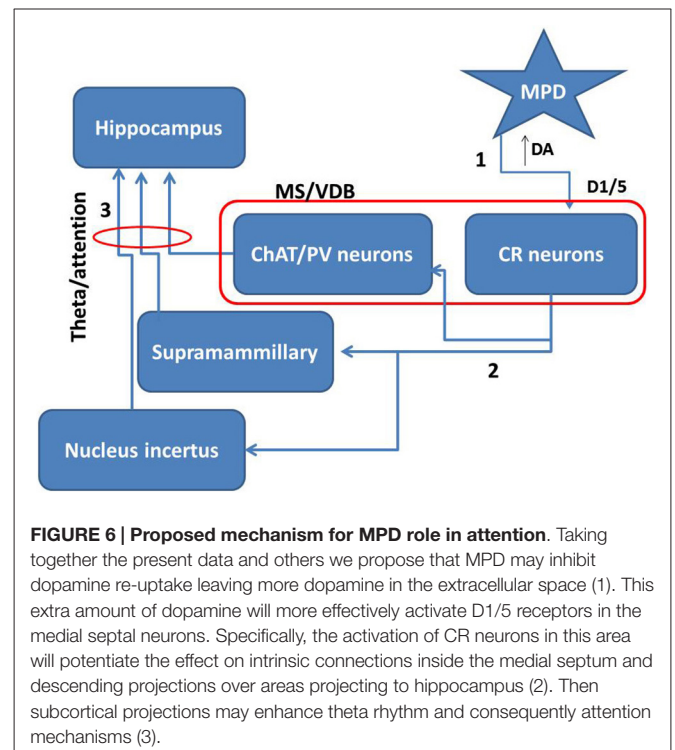 MPD
Hippocampus
1
DA
D1/5
MS/VDB
3
Theta/attention
ChAT/PV neurons
CR neurons
Supramammillary
2
Nucleus incertus
FIGURE 6 | Proposed mechanism for MPD role in attention. Taking
together the present data and others we propose that MPD may inhibit
dopamine re-uptake leaving more dopamine in the extracellular space (1). This
extra amount of dopamine will more effectively activate D1/5 receptors in the
medial septal neurons. Specifically, the activation of CR neurons in this area
will potentiate the effect on intrinsic connections inside the medial septum and
descending projections over areas projecting to hippocampus (2). Then
subcortical projections may enhance theta rhythm and consequently attention
mechanisms (3).